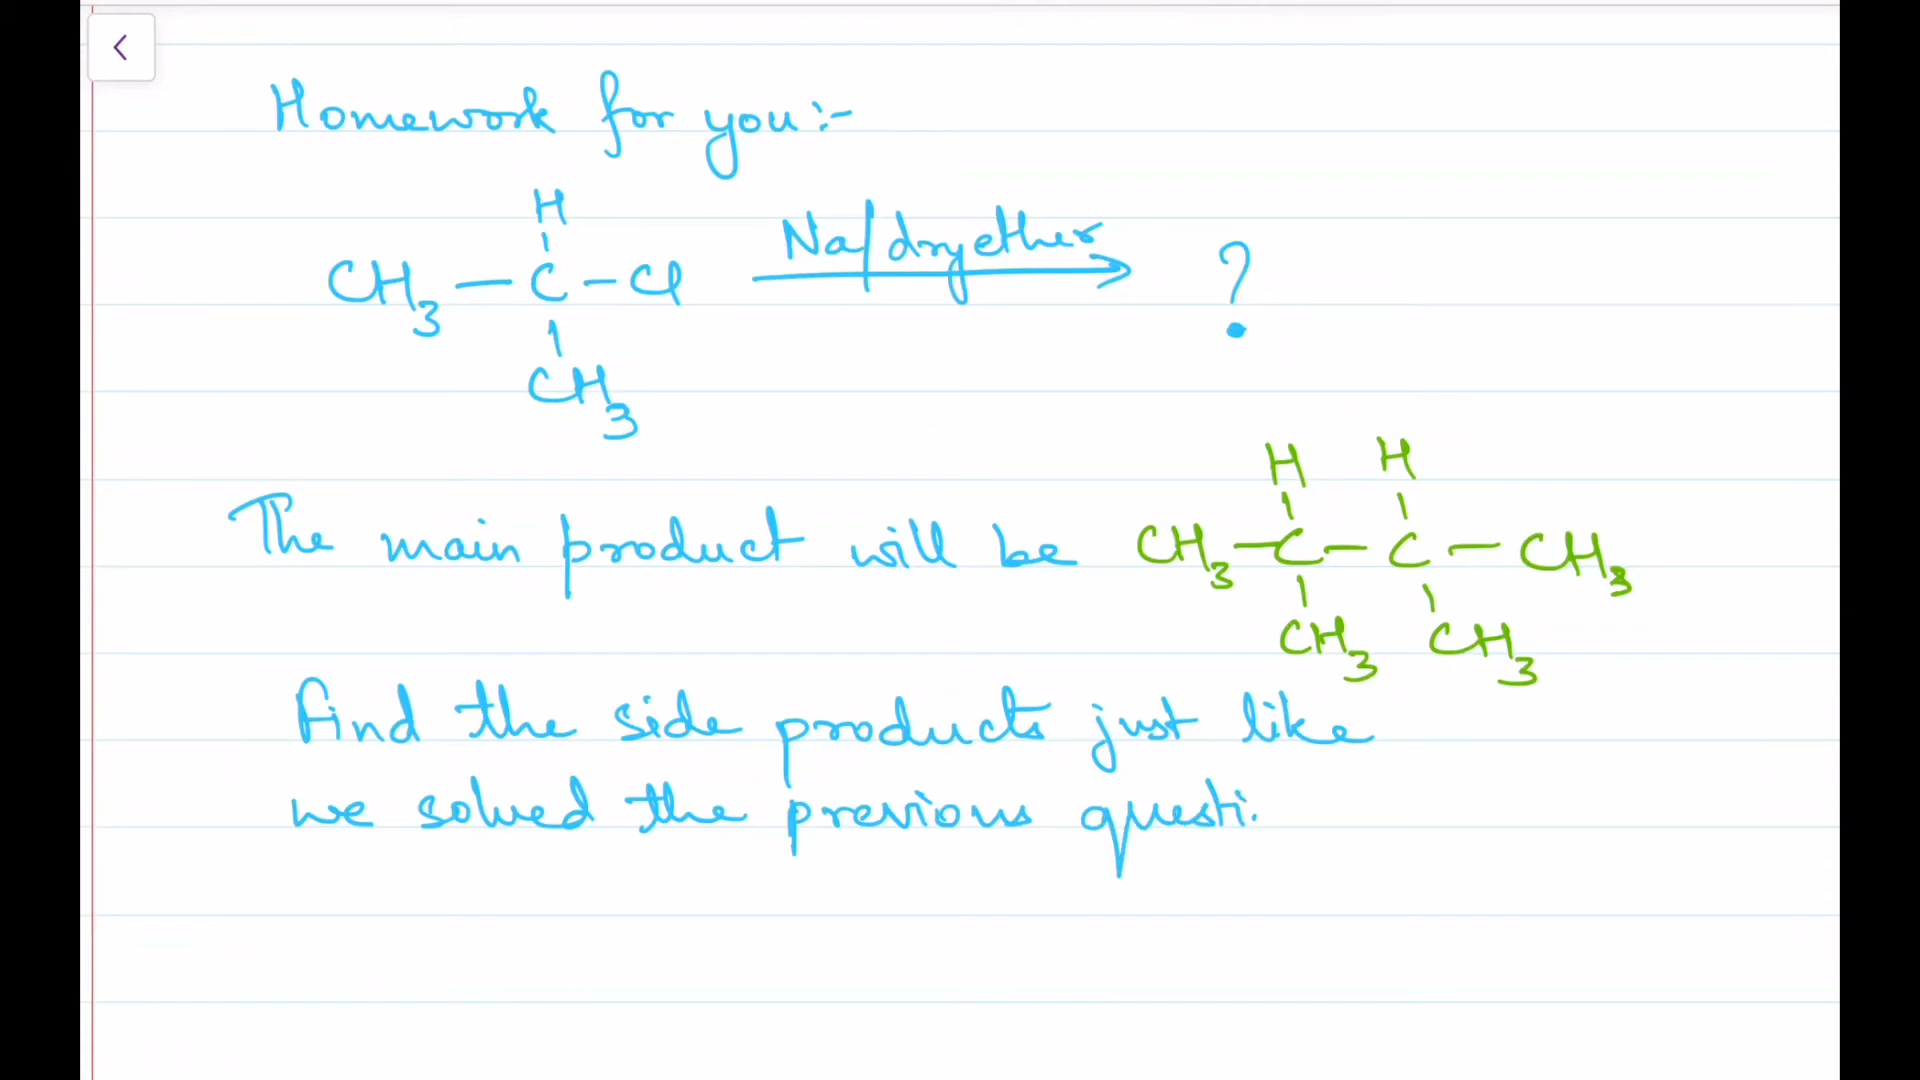 Homework for you:-
H
CH3 - C - Cl Na/dry ether ?
CH3
H H
The main product will be CH3 - C - C - CH3
CH3 CH3
find the side products just like
we solved the previous questi.